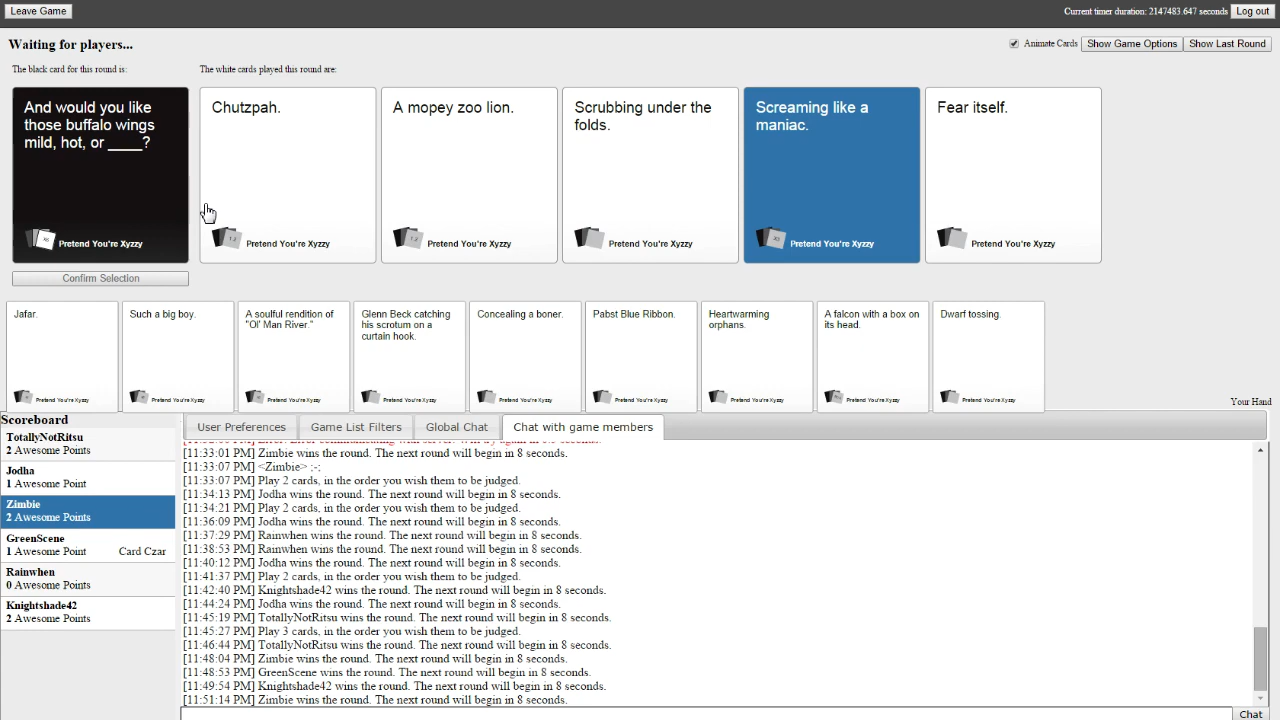 Leave Game
Current timer duration: 2147483.647 seconds
Log out
Waiting for players...
Animate Cards
Show Game Options
Show Last Round
The black card for this round is:
The white cards played this round are:
And would you like
those buffalo wings
mild, hot, or ____?
Pretend You're Xyzzy
Chutzpah.
Pretend You're Xyzzy
A mopey zoo lion.
Pretend You're Xyzzy
Scrubbing under the
folds.
Pretend You're Xyzzy
Screaming like a
maniac.
Pretend You're Xyzzy
Fear itself.
Pretend You're Xyzzy
Confirm Selection
Jafar.
Pretend You're Xyzzy
Such a big boy.
Pretend You're Xyzzy
A soulful rendition of
"Ol' Man River."
Pretend You're Xyzzy
Glenn Beck catching
his scrotum on a
curtain hook.
Pretend You're Xyzzy
Concealing a boner.
Pretend You're Xyzzy
Pabst Blue Ribbon.
Pretend You're Xyzzy
Heartwarming
orphans.
Pretend You're Xyzzy
A falcon with a box on
its head.
Pretend You're Xyzzy
Dwarf tossing.
Pretend You're Xyzzy
Your Hand
Scoreboard
TotallyNotRitsu
2 Awesome Points
Jodha
1 Awesome Point
Zimbie
2 Awesome Points
GreenScene
1 Awesome Point Card Czar
Rainwhen
0 Awesome Points
Knightshade42
2 Awesome Points
User Preferences
Game List Filters
Global Chat
Chat with game members
[11:33:01 PM] Zimbie wins the round. The next round will begin in 8 seconds.
[11:33:07 PM] <Zimbie> ;-;
[11:33:07 PM] Play 2 cards, in the order you wish them to be judged.
[11:34:13 PM] Jodha wins the round. The next round will begin in 8 seconds.
[11:34:21 PM] Play 2 cards, in the order you wish them to be judged.
[11:36:09 PM] Jodha wins the round. The next round will begin in 8 seconds.
[11:37:29 PM] Rainwhen wins the round. The next round will begin in 8 seconds.
[11:38:53 PM] Rainwhen wins the round. The next round will begin in 8 seconds.
[11:40:12 PM] Jodha wins the round. The next round will begin in 8 seconds.
[11:41:37 PM] Play 2 cards, in the order you wish them to be judged.
[11:42:40 PM] Knightshade42 wins the round. The next round will begin in 8 seconds.
[11:44:24 PM] Jodha wins the round. The next round will begin in 8 seconds.
[11:45:19 PM] TotallyNotRitsu wins the round. The next round will begin in 8 seconds.
[11:45:27 PM] Play 3 cards, in the order you wish them to be judged.
[11:46:44 PM] TotallyNotRitsu wins the round. The next round will begin in 8 seconds.
[11:48:04 PM] Zimbie wins the round. The next round will begin in 8 seconds.
[11:48:53 PM] GreenScene wins the round. The next round will begin in 8 seconds.
[11:49:54 PM] Knightshade42 wins the round. The next round will begin in 8 seconds.
[11:51:14 PM] Zimbie wins the round. The next round will begin in 8 seconds.
Chat